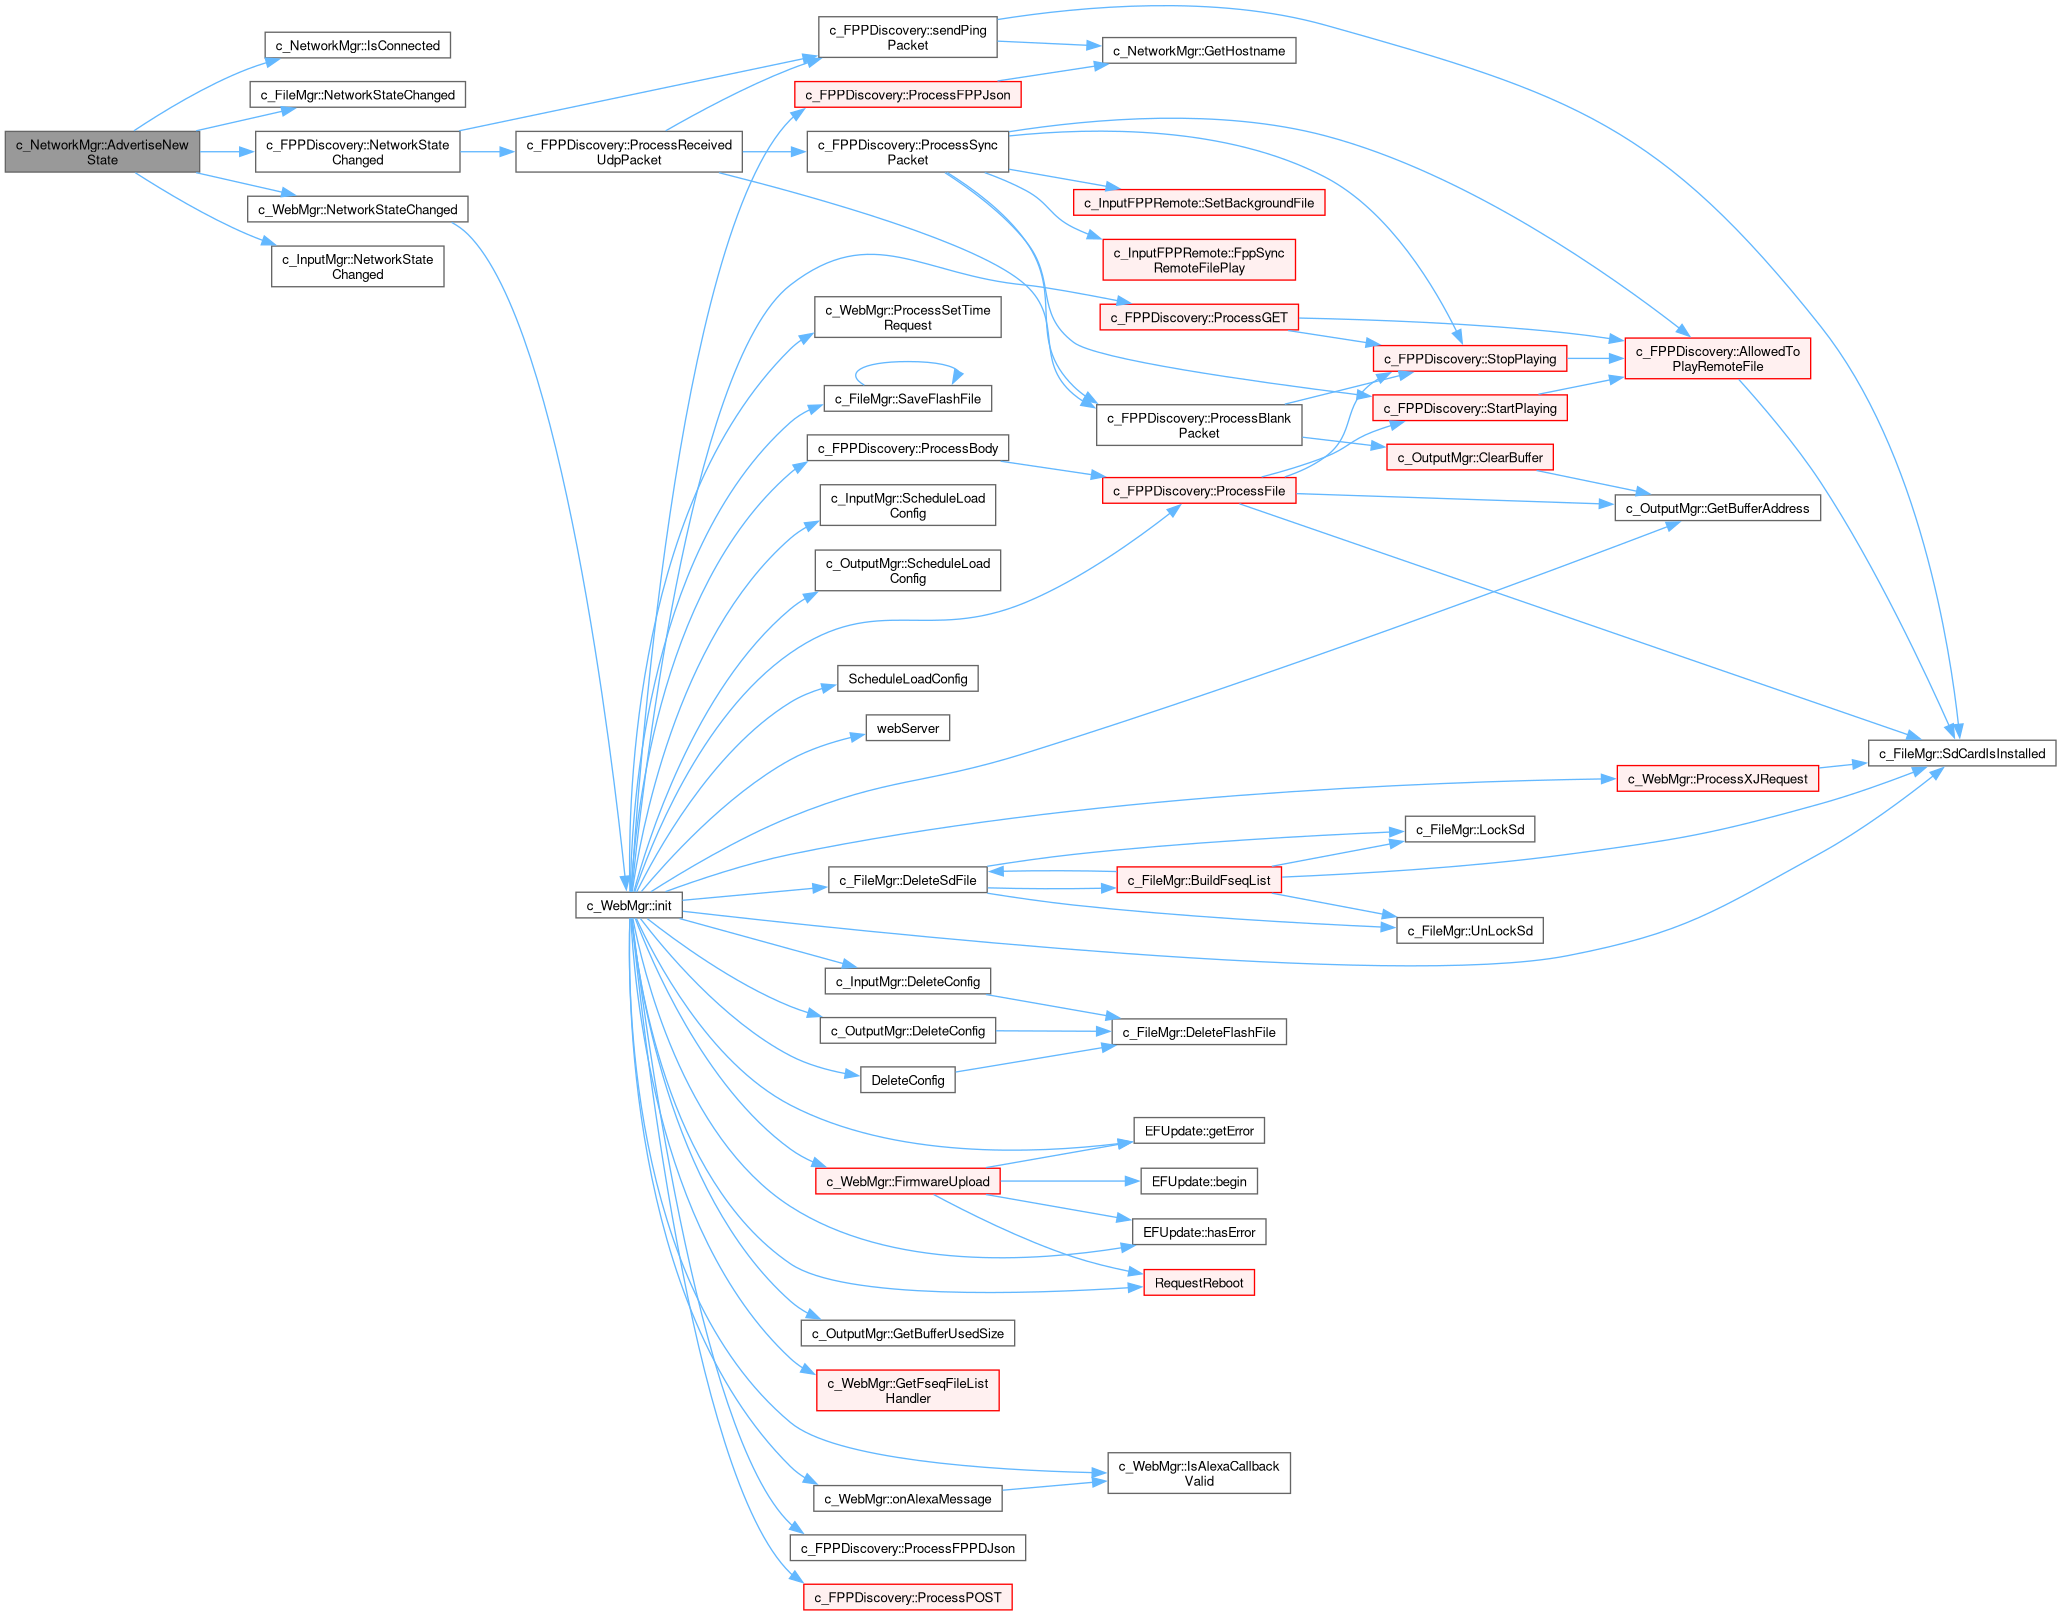 c_NetworkMgr::AdvertiseNew
State
c_NetworkMgr::IsConnected
c_FileMgr::NetworkStateChanged
c_FPPDiscovery::NetworkState
Changed
c_WebMgr::NetworkStateChanged
c_InputMgr::NetworkState
Changed
c_FPPDiscovery::ProcessReceived
UdpPacket
c_WebMgr::init
c_FPPDiscovery::sendPing
Packet
c_FPPDiscovery::ProcessFPPJson
c_FPPDiscovery::ProcessSync
Packet
c_WebMgr::ProcessSetTime
Request
c_FileMgr::SaveFlashFile
c_FPPDiscovery::ProcessBody
c_InputMgr::ScheduleLoad
Config
c_OutputMgr::ScheduleLoad
Config
ScheduleLoadConfig
webServer
c_FileMgr::DeleteSdFile
c_InputMgr::DeleteConfig
c_OutputMgr::DeleteConfig
DeleteConfig
c_WebMgr::FirmwareUpload
c_OutputMgr::GetBufferUsedSize
c_WebMgr::GetFseqFileList
Handler
c_WebMgr::onAlexaMessage
c_FPPDiscovery::ProcessFPPDJson
c_FPPDiscovery::ProcessPOST
c_NetworkMgr::GetHostname
c_InputFPPRemote::SetBackgroundFile
c_InputFPPRemote::FppSync
RemoteFilePlay
c_FPPDiscovery::ProcessGET
c_FPPDiscovery::ProcessBlank
Packet
c_FPPDiscovery::ProcessFile
c_FileMgr::BuildFseqList
c_FileMgr::DeleteFlashFile
EFUpdate::getError
EFUpdate::begin
EFUpdate::hasError
RequestReboot
c_WebMgr::IsAlexaCallback
Valid
c_FPPDiscovery::StopPlaying
c_FPPDiscovery::StartPlaying
c_OutputMgr::ClearBuffer
c_FileMgr::LockSd
c_FileMgr::UnLockSd
c_FPPDiscovery::AllowedTo
PlayRemoteFile
c_OutputMgr::GetBufferAddress
c_WebMgr::ProcessXJRequest
c_FileMgr::SdCardIsInstalled